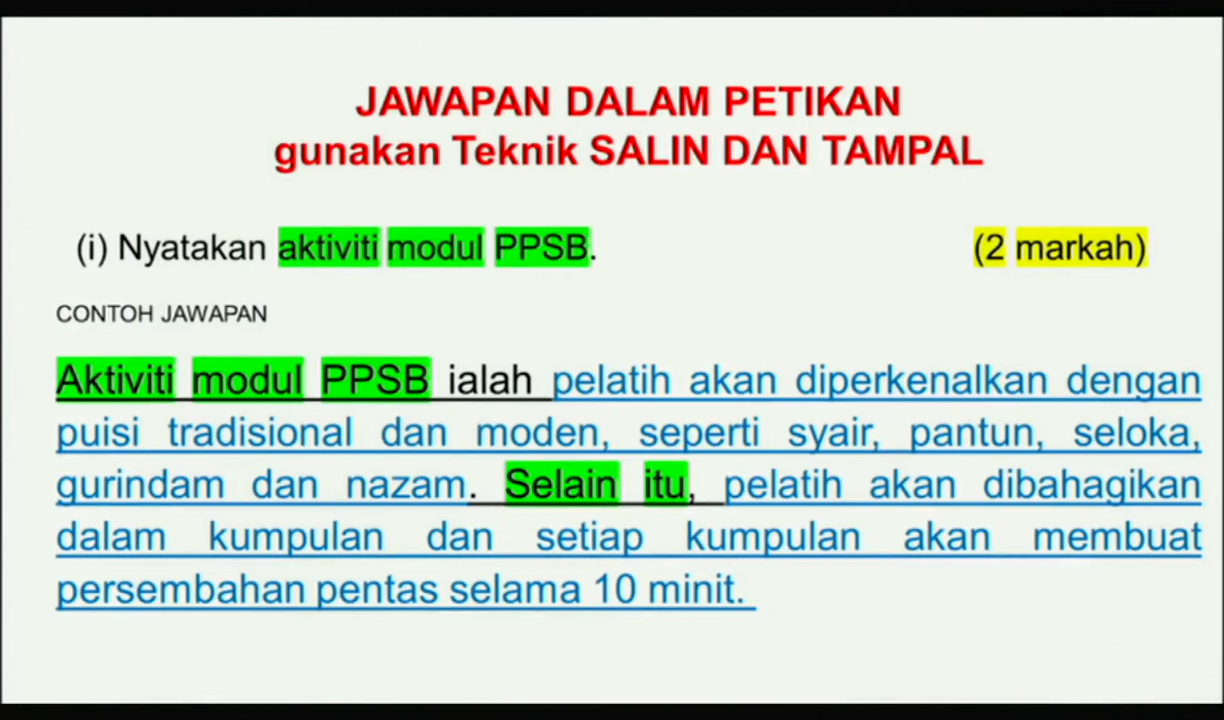 JAWAPAN DALAM PETIKAN
gunakan Teknik SALIN DAN TAMPAL
(i) Nyatakan aktiviti modul PPSB. (2 markah)
CONTOH JAWAPAN
Aktiviti modul PPSB ialah pelatih akan diperkenalkan dengan
puisi tradisional dan moden, seperti syair, pantun, seloka,
gurindam dan nazam. Selain itu, pelatih akan dibahagikan
dalam kumpulan dan setiap kumpulan akan membuat
persembahan pentas selama 10 minit.